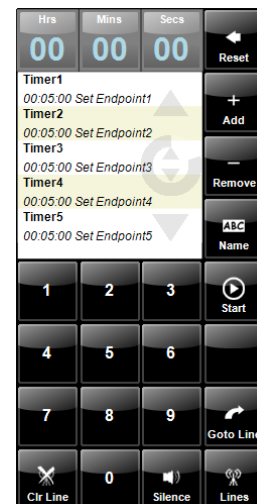 Hrs Mins Secs
00 00 00
Reset
Timer1
00:05:00 Set Endpoint1
Timer2
00:05:00 Set Endpoint2
Timer3
00:05:00 Set Endpoint3
Timer4
00:05:00 Set Endpoint4
Timer5
00:05:00 Set Endpoint5
+
Add
−
Remove
ABC
Name
1 2 3
Start
4 5 6
7 8 9
Goto Line
Clr Line
0
Silence
Lines